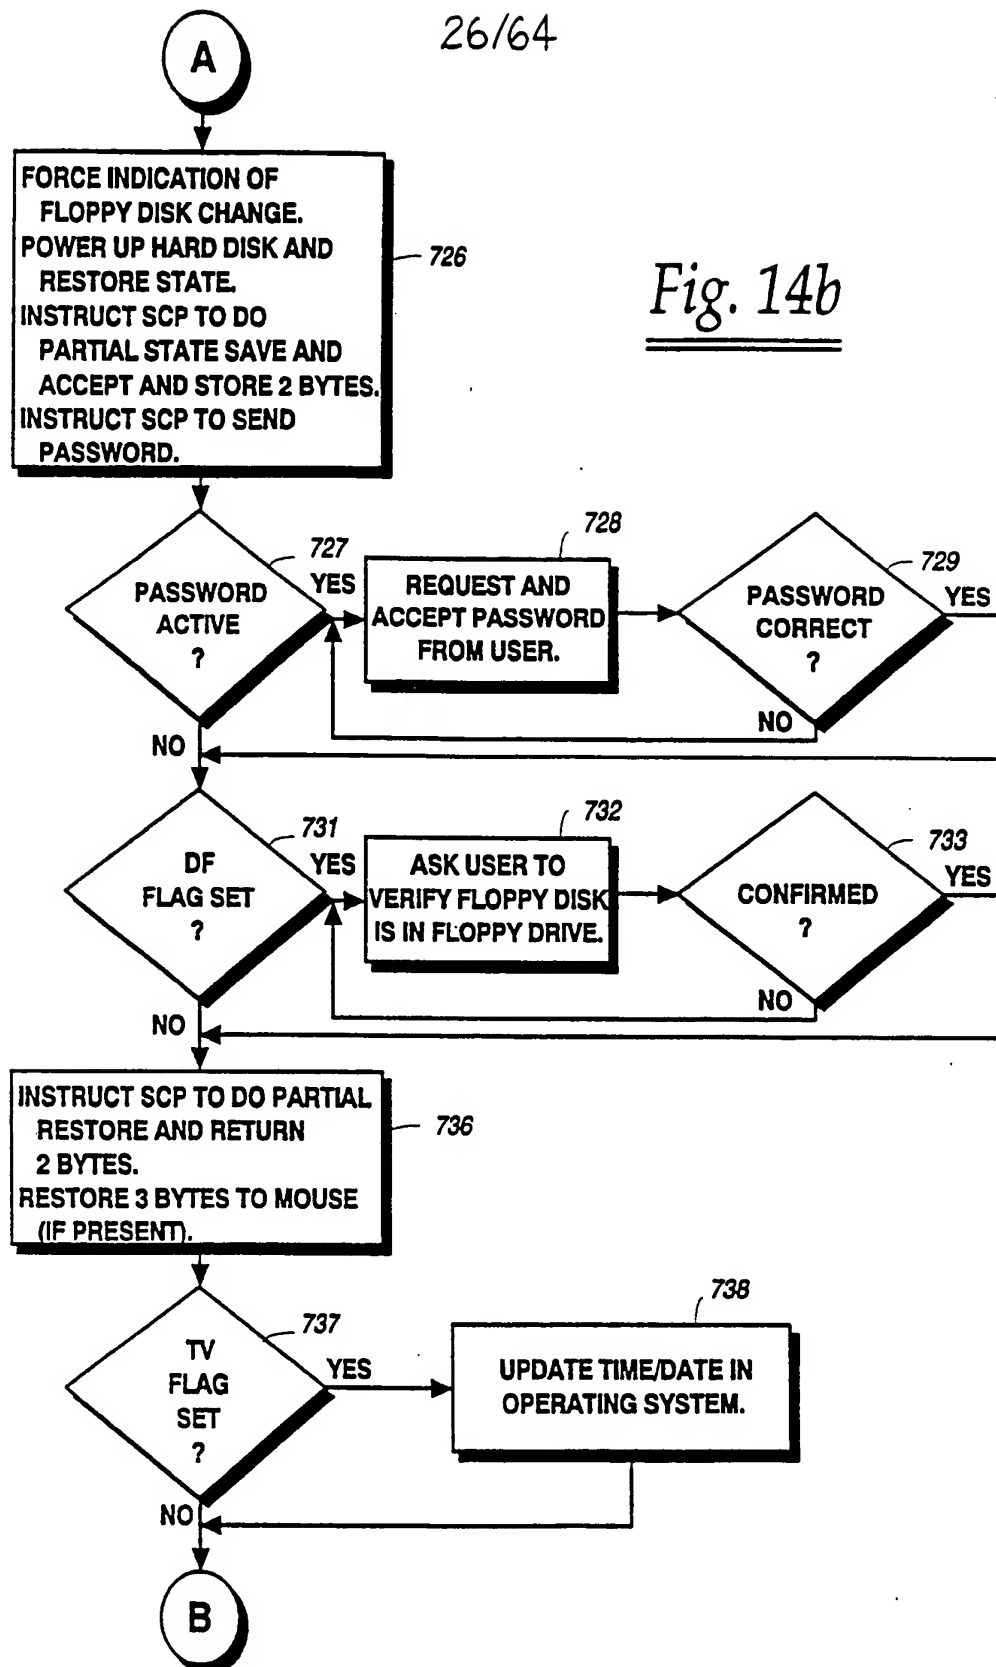 26/64
A
FORCE INDICATION OF
FLOPPY DISK CHANGE.
POWER UP HARD DISK AND
RESTORE STATE.
INSTRUCT SCP TO DO
PARTIAL STATE SAVE AND
ACCEPT AND STORE 2 BYTES.
INSTRUCT SCP TO SEND
PASSWORD.
726
Fig. 14b
727
PASSWORD
ACTIVE
?
YES
728
REQUEST AND
ACCEPT PASSWORD
FROM USER.
729
PASSWORD
CORRECT
?
YES
NO
NO
731
DF
FLAG SET
?
YES
732
ASK USER TO
VERIFY FLOPPY DISK
IS IN FLOPPY DRIVE.
733
CONFIRMED
?
YES
NO
NO
INSTRUCT SCP TO DO PARTIAL
RESTORE AND RETURN
2 BYTES.
RESTORE 3 BYTES TO MOUSE
(IF PRESENT).
736
737
TV
FLAG
SET
?
YES
738
UPDATE TIME/DATE IN
OPERATING SYSTEM.
NO
B